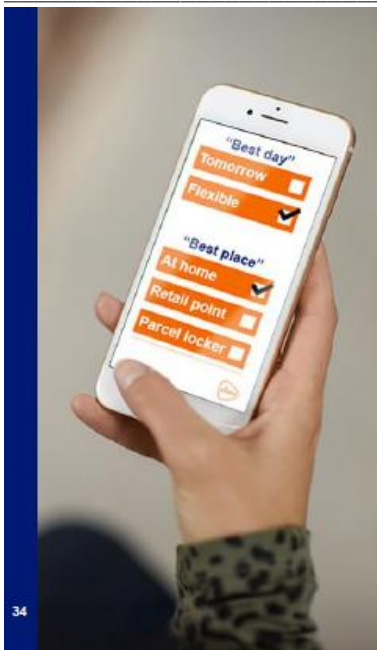 “Best day”
Tomorrow
Flexible
“Best place”
At home
Retail point
Parcel locker
34